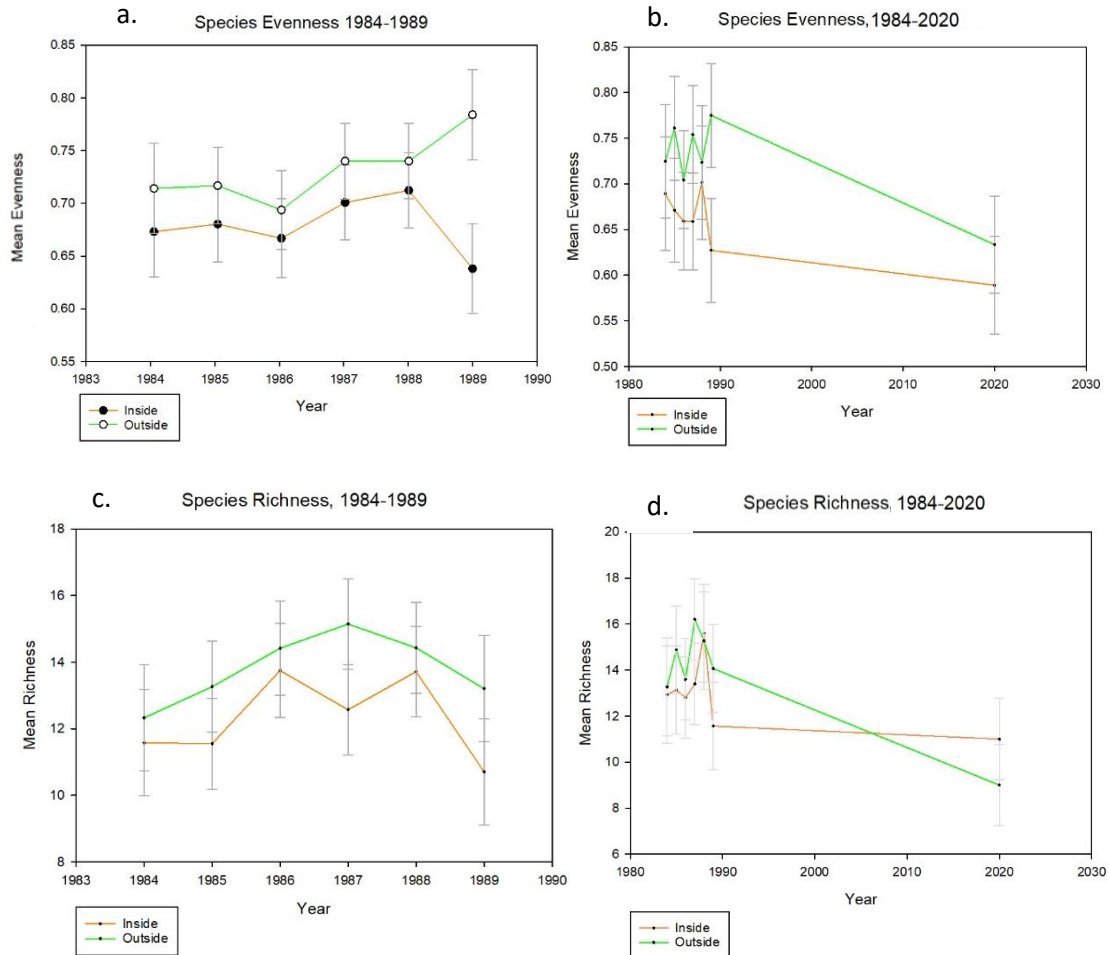 a.
Species Evenness 1984-1989
0.85
0.80
0.75
0.70
0.65
0.60
0.55
Mean Evenness
1983 1984 1985 1986 1987 1988 1989 1990
Year
Inside
Outside
b.
Species Evenness, 1984-2020
0.85
0.80
0.75
0.70
0.65
0.60
0.55
0.50
Mean Evenness
1980 1990 2000 2010 2020 2030
Year
Inside
Outside
c.
Species Richness, 1984-1989
18
16
14
12
10
8
Mean Richness
1983 1984 1985 1986 1987 1988 1989 1990
Year
Inside
Outside
d.
Species Richness, 1984-2020
20
18
16
14
12
10
8
6
Mean Richness
1980 1990 2000 2010 2020 2030
Year
Inside
Outside